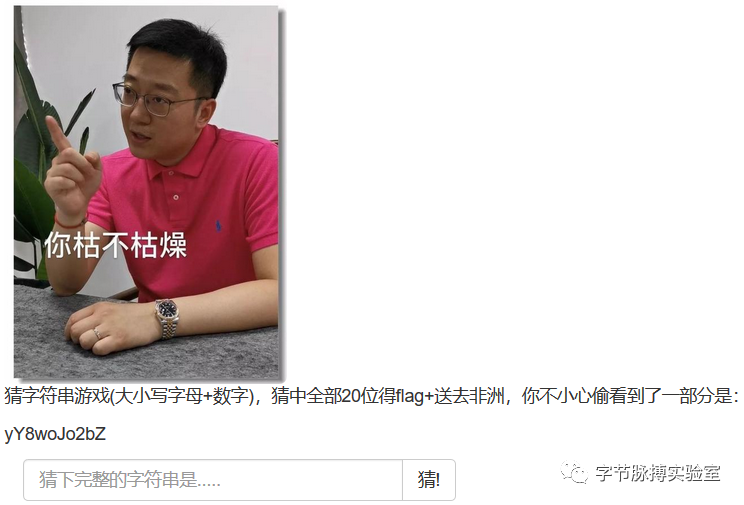 你枯不枯燥
猜字符串游戏(大小写字母+数字)，猜中全部20位得flag+送去非洲，你不小心偷看到了一部分是：
yY8woJo2bZ
猜下完整的字符串是.....
猜!
字节脉搏实验室